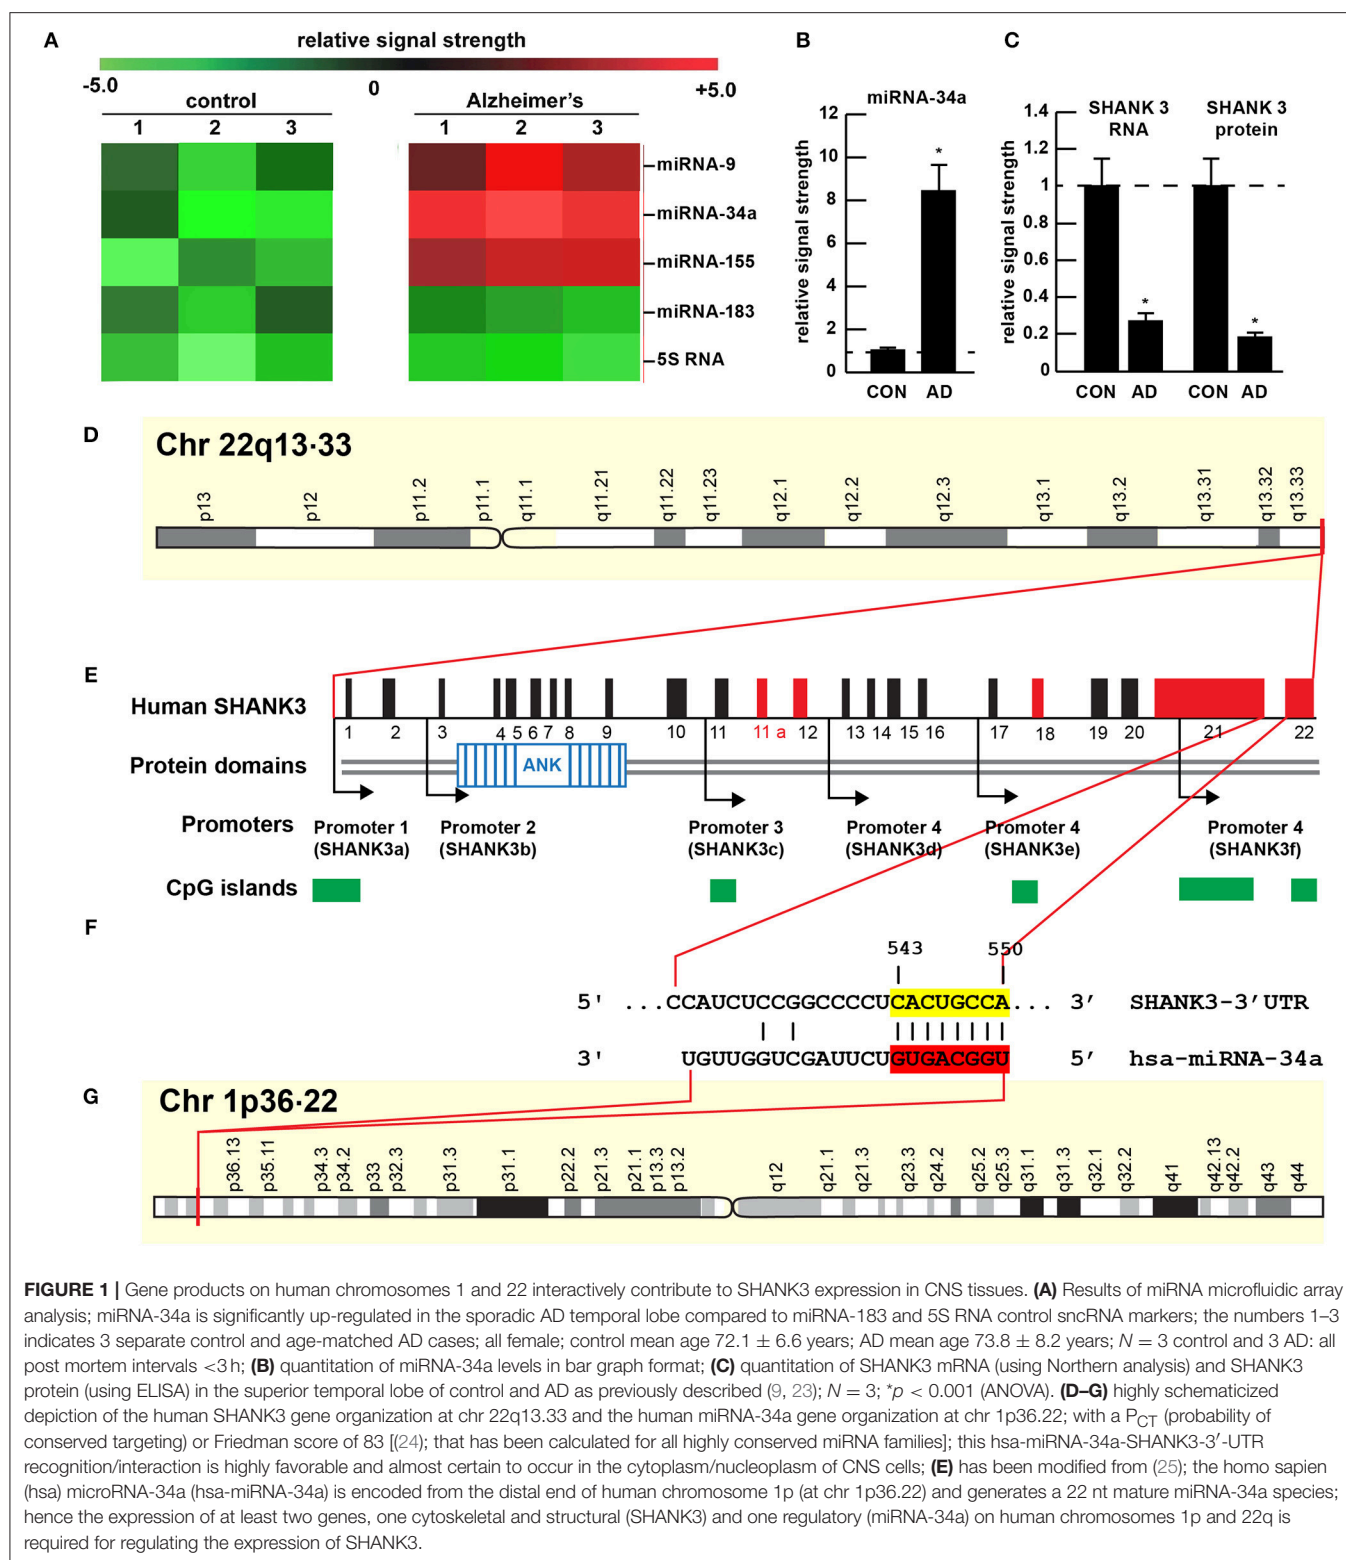 A
relative signal strength
-5.0
0
+5.0
control
Alzheimer's
1 2 3
1 2 3
miRNA-9
miRNA-34a
miRNA-155
miRNA-183
5S RNA
B
miRNA-34a
relative signal strength
12
10
8
6
4
2
0
*
CON AD
C
SHANK 3
RNA
SHANK 3
protein
relative signal strength
1.4
1.2
1
0.8
0.6
0.4
0.2
0
*
*
CON AD CON AD
D
Chr 22q13·33
p13 p12 p11.2 p11.1 q11.1 q11.21 q11.22 q11.23 q12.1 q12.2 q12.3 q13.1 q13.2 q13.31 q13.32 q13.33
E
Human SHANK3
1 2 3 4 5 6 7 8 9 10 11 11 a 12 13 14 15 16 17 18 19 20 21 22
Protein domains
ANK
Promoters
Promoter 1
(SHANK3a)
Promoter 2
(SHANK3b)
Promoter 3
(SHANK3c)
Promoter 4
(SHANK3d)
Promoter 4
(SHANK3e)
Promoter 4
(SHANK3f)
CpG islands
F
543 550
5' ...CCAUCUCCGGCCCCUCACUGCCA... 3' SHANK3-3'UTR
3' UGUUGGUCGAUUCUGUGACGGU 5' hsa-miRNA-34a
G
Chr 1p36·22
p36.13 p35.11 p34.3 p34.2 p33 p32.3 p31.3 p31.1 p22.2 p21.3 p21.1 p13.3 p13.2 q12 q21.1 q21.3 q23.3 q24.2 q25.2 q25.3 q31.1 q31.3 q32.1 q32.2 q41 q42.13 q42.2 q43 q44
FIGURE 1 | Gene products on human chromosomes 1 and 22 interactively contribute to SHANK3 expression in CNS tissues. (A) Results of miRNA microfluidic array
analysis; miRNA-34a is significantly up-regulated in the sporadic AD temporal lobe compared to miRNA-183 and 5S RNA control sncRNA markers; the numbers 1–3
indicates 3 separate control and age-matched AD cases; all female; control mean age 72.1 ± 6.6 years; AD mean age 73.8 ± 8.2 years; N = 3 control and 3 AD: all
post mortem intervals <3 h; (B) quantitation of miRNA-34a levels in bar graph format; (C) quantitation of SHANK3 mRNA (using Northern analysis) and SHANK3
protein (using ELISA) in the superior temporal lobe of control and AD as previously described (9, 23); N = 3; *p < 0.001 (ANOVA). (D–G) highly schematized
depiction of the human SHANK3 gene organization at chr 22q13.33 and the human miRNA-34a gene organization at chr 1p36.22; with a PCT (probability of
conserved targeting) or Friedman score of 83 [(24); that has been calculated for all highly conserved miRNA families]; this hsa-miRNA-34a-SHANK3-3′-UTR
recognition/interaction is highly favorable and almost certain to occur in the cytoplasm/nucleoplasm of CNS cells; (E) has been modified from (25); the homo sapien
(hsa) microRNA-34a (hsa-miRNA-34a) is encoded from the distal end of human chromosome 1p (at chr 1p36.22) and generates a 22 nt mature miRNA-34a species;
hence the expression of at least two genes, one cytoskeletal and structural (SHANK3) and one regulatory (miRNA-34a) on human chromosomes 1p and 22q is
required for regulating the expression of SHANK3.